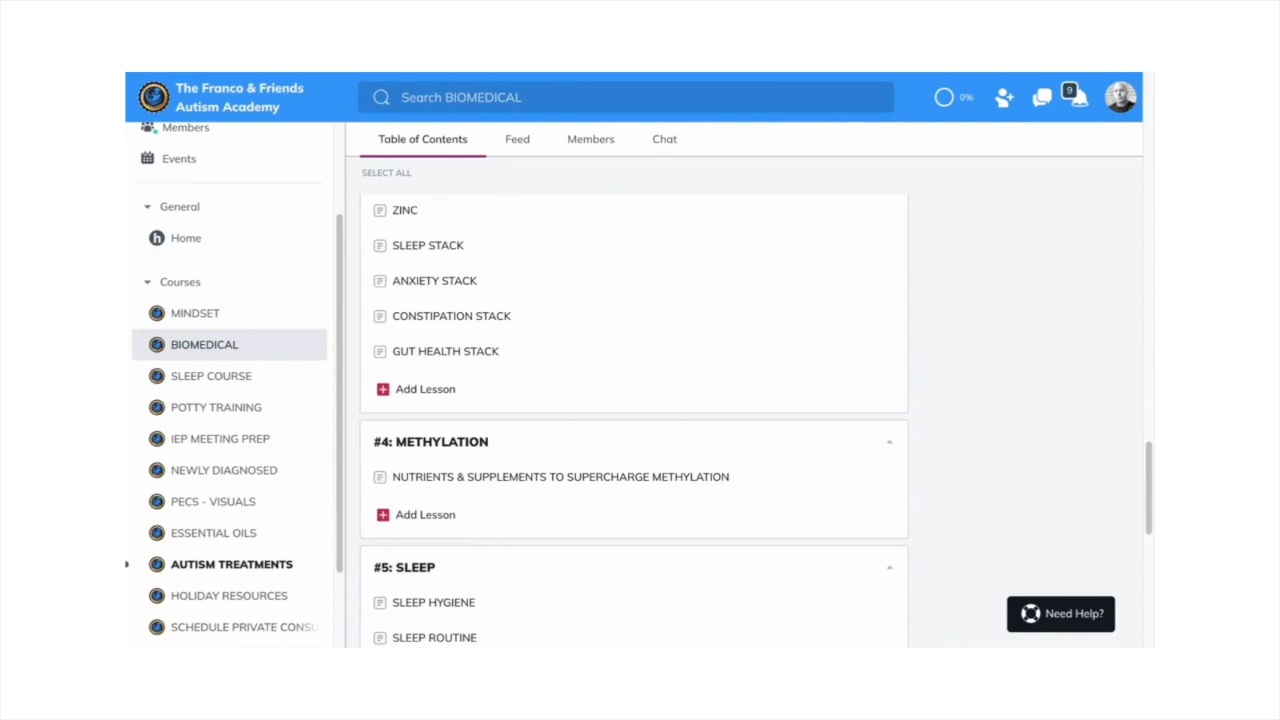 The Franco & Friends
Autism Academy
Search BIOMEDICAL
0%
9
Members
Events
General
Home
Courses
MINDSET
BIOMEDICAL
SLEEP COURSE
POTTY TRAINING
IEP MEETING PREP
NEWLY DIAGNOSED
PECS - VISUALS
ESSENTIAL OILS
AUTISM TREATMENTS
HOLIDAY RESOURCES
SCHEDULE PRIVATE CONSU
Table of Contents Feed Members Chat
SELECT ALL
ZINC
SLEEP STACK
ANXIETY STACK
CONSTIPATION STACK
GUT HEALTH STACK
Add Lesson
#4: METHYLATION
NUTRIENTS & SUPPLEMENTS TO SUPERCHARGE METHYLATION
Add Lesson
#5: SLEEP
SLEEP HYGIENE
SLEEP ROUTINE
Need Help?